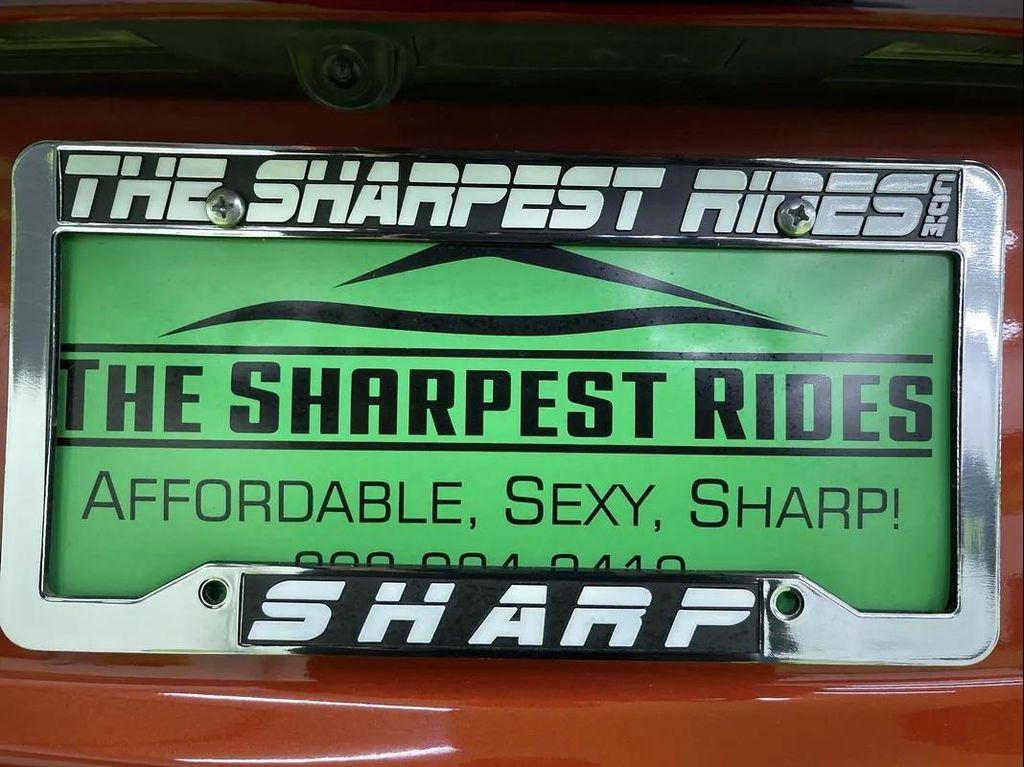 THE SHARPEST RIDES.COM
THE SHARPEST RIDES
AFFORDABLE, SEXY, SHARP!
SHARP